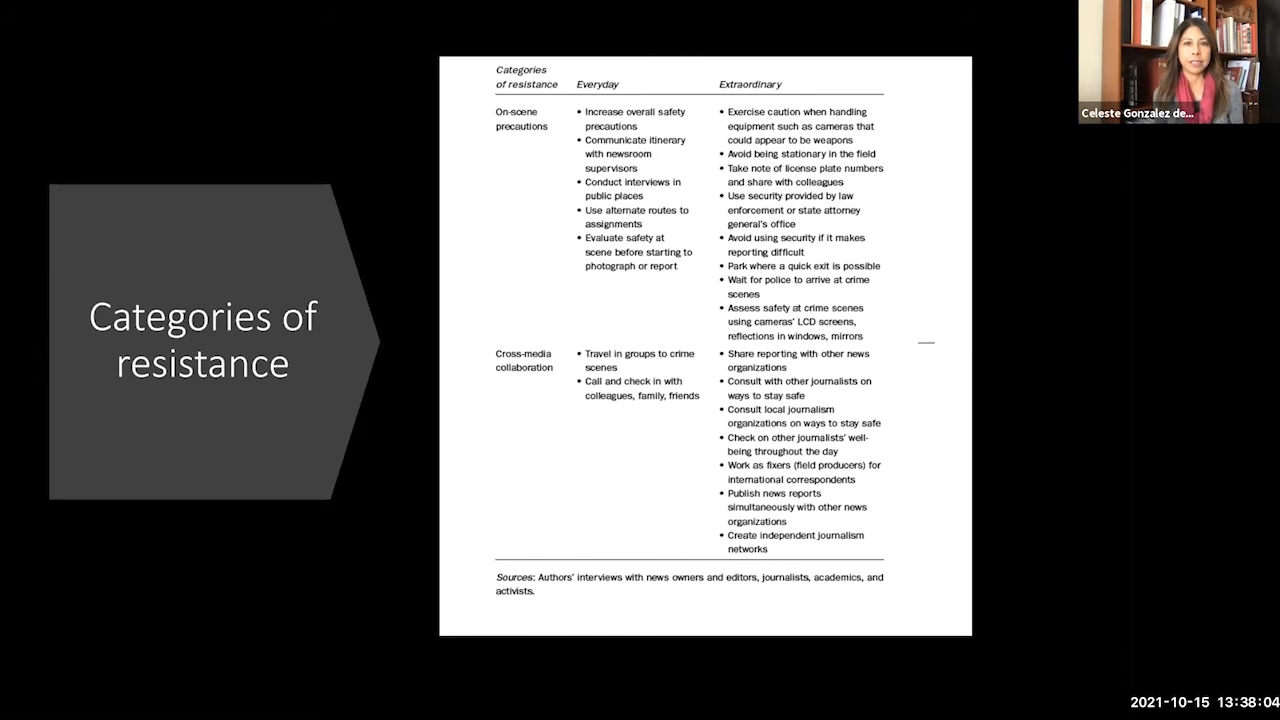 Categories of
resistance
Categories
of resistance
Everyday
Extraordinary
On-scene
precautions
• Increase overall safety
precautions
• Communicate itinerary
with newsroom
supervisors
• Conduct interviews in
public places
• Use alternate routes to
assignments
• Evaluate safety at
scene before starting to
photograph or report
• Exercise caution when handling
equipment such as cameras that
could appear to be weapons
• Avoid being stationary in the field
• Take note of license plate numbers
and share with colleagues
• Use security provided by law
enforcement or state attorney
general's office
• Avoid using security if it makes
reporting difficult
• Park where a quick exit is possible
• Wait for police to arrive at crime
scenes
• Assess safety at crime scenes
using cameras' LCD screens,
reflections in windows, mirrors
Cross-media
collaboration
• Travel in groups to crime
scenes
• Call and check in with
colleagues, family, friends
• Share reporting with other news
organizations
• Consult with other journalists on
ways to stay safe
• Consult local journalism
organizations on ways to stay safe
• Check on other journalists' well-
being throughout the day
• Work as fixers (field producers) for
international correspondents
• Publish news reports
simultaneously with other news
organizations
• Create independent journalism
networks
Sources: Authors' interviews with news owners and editors, journalists, academics, and
activists.
Celeste Gonzalez de...
2021-10-15 13:38:04